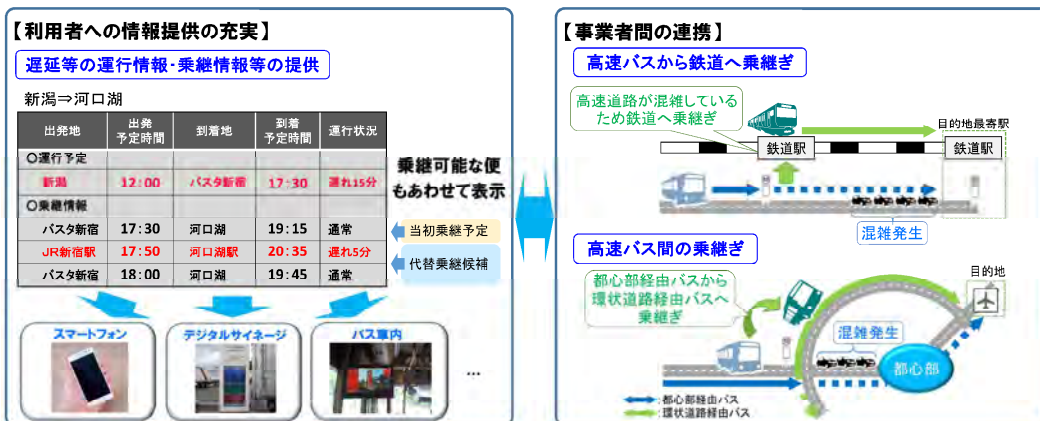 【利用者への情報提供の充実】
遅延等の運行情報・乗継情報等の提供
新潟⇒河口湖
出発地 出発予定時間 到着地 到着予定時間 運行状況
○運行予定
新潟 12:00 バスタ新宿 17:30 遅れ15分
○乗継情報
バスタ新宿 17:30 河口湖 19:15 通常
JR新宿駅 17:50 河口湖駅 20:35 遅れ5分
バスタ新宿 18:00 河口湖 19:45 通常
乗継可能な便
もあわせて表示
当初乗継予定
代替乗継候補
スマートフォン
デジタルサイネージ
バス車内
…
【事業者間の連携】
高速バスから鉄道へ乗継ぎ
高速道路が混雑している
ため鉄道へ乗継ぎ
目的地最寄駅
鉄道駅
鉄道駅
混雑発生
高速バス間の乗継ぎ
都心部経由バスから
環状道路経由バスへ
乗継ぎ
目的地
混雑発生
都心部
:都心部経由バス
:環状道路経由バス